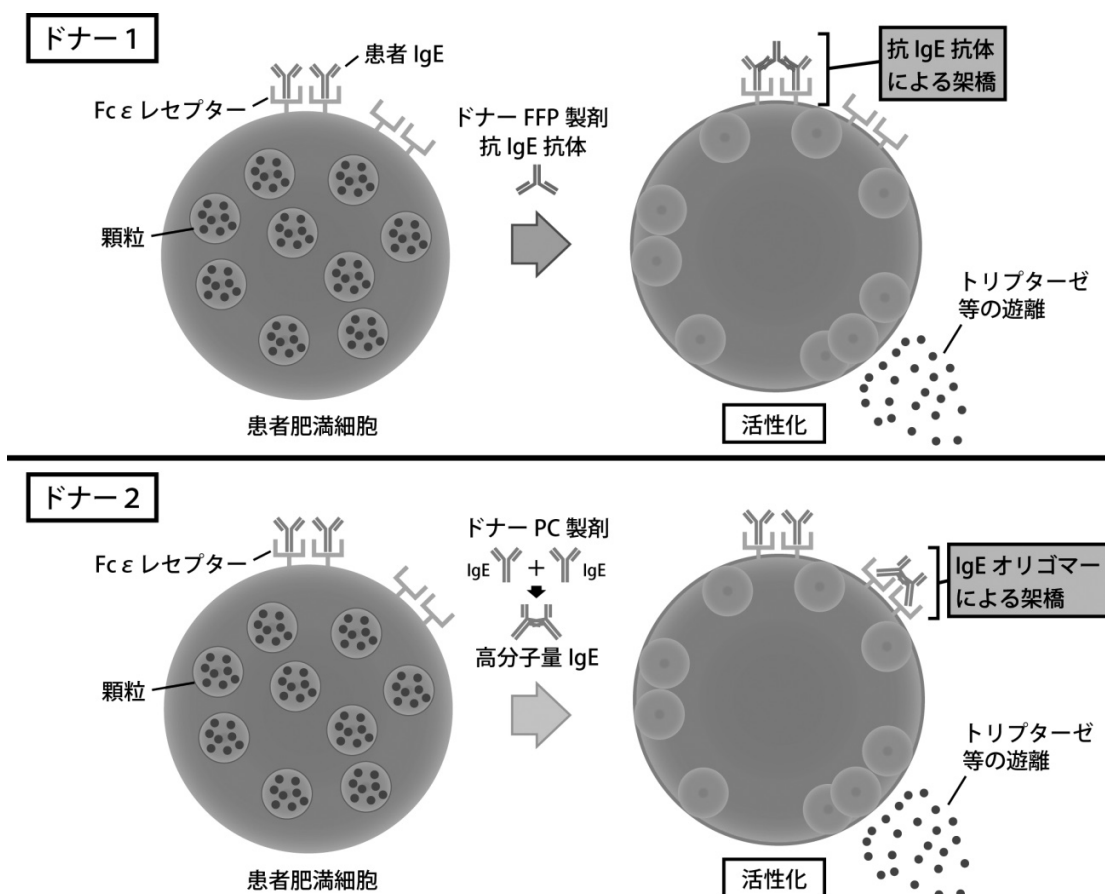 ドナー 1
患者 IgE
Fc ε レセプター
顆粒
患者肥満細胞
ドナー FFP 製剤
抗 IgE 抗体
抗 IgE 抗体
による架橋
トリプターゼ
等の遊離
活性化
ドナー 2
Fc ε レセプター
顆粒
患者肥満細胞
ドナー PC 製剤
IgE + IgE
高分子量 IgE
IgE オリゴマー
による架橋
トリプターゼ
等の遊離
活性化